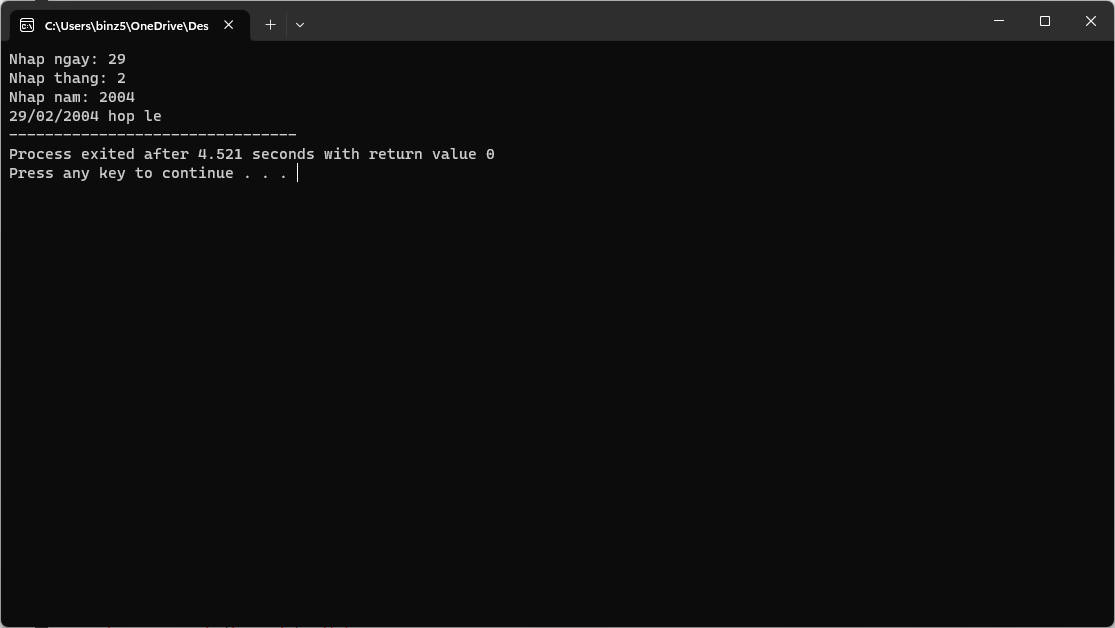 C:\Users\binz5\OneDrive\Des
Nhap ngay: 29
Nhap thang: 2
Nhap nam: 2004
29/02/2004 hop le
--------------------------------
Process exited after 4.521 seconds with return value 0
Press any key to continue . . .